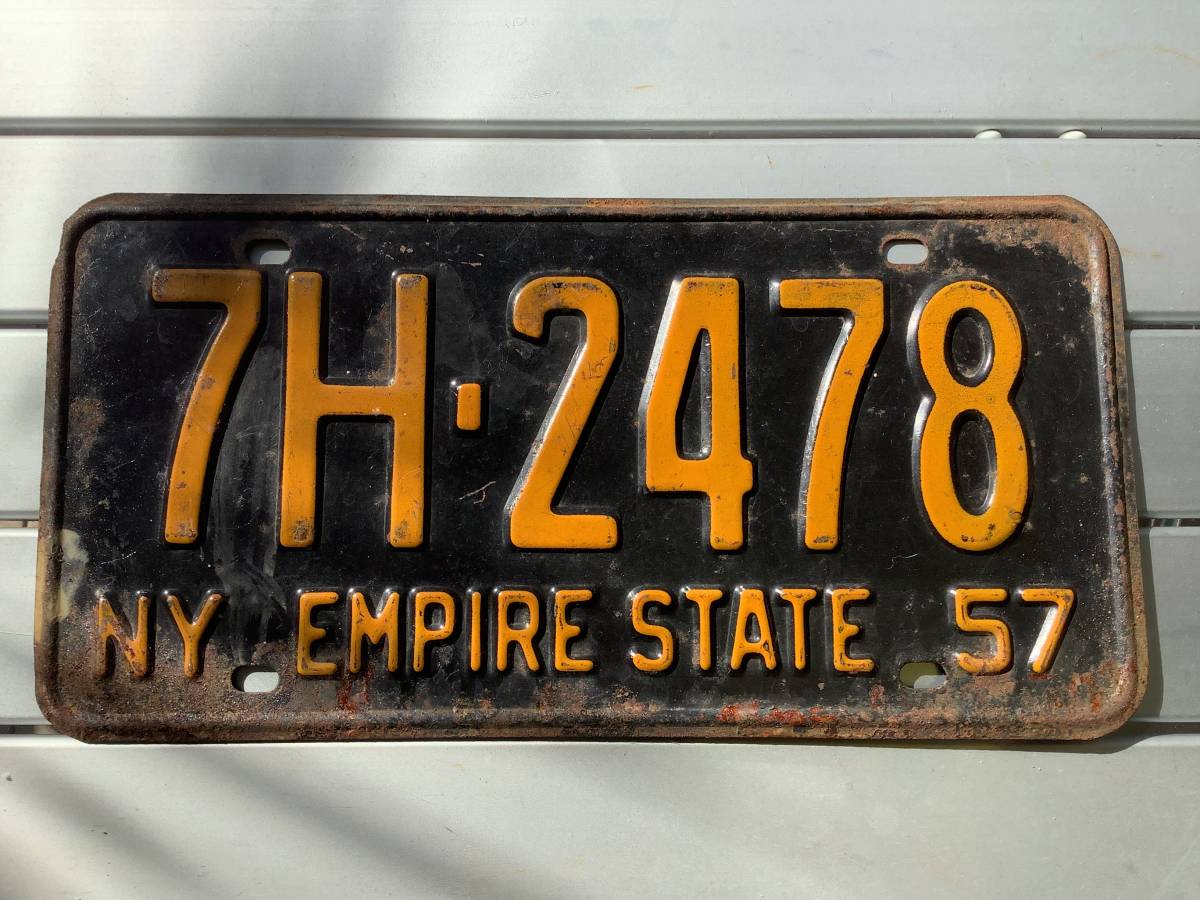 7H-2478
NY EMPIRE STATE 57